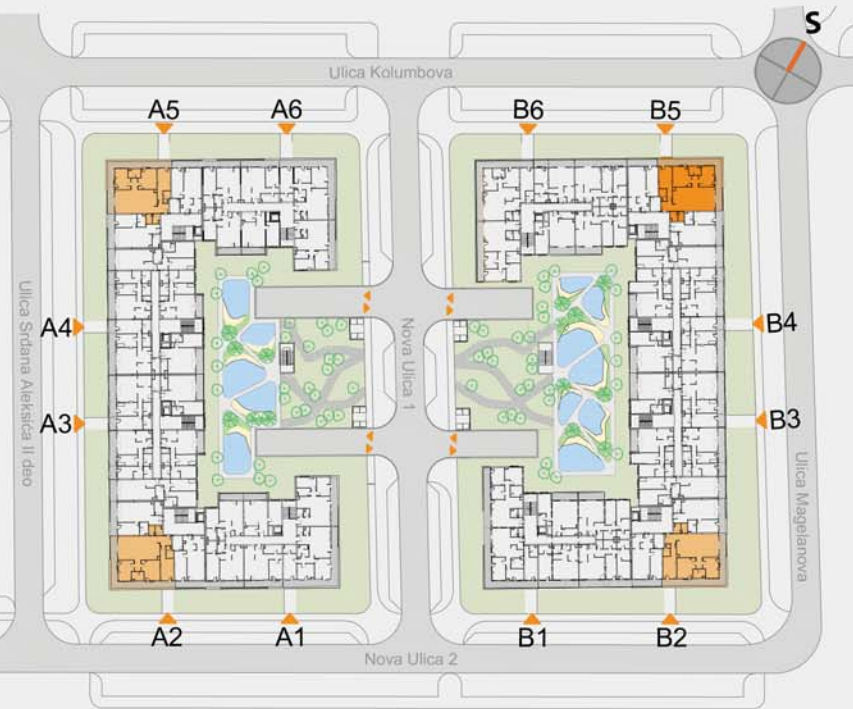 S
Ulica Kolumbova
A5
A6
B6
B5
Ulica Srđana Aleksića II deo
A4
Nova Ulica 1
B4
A3
B3
Ulica Magelanova
A2
A1
B1
B2
Nova Ulica 2